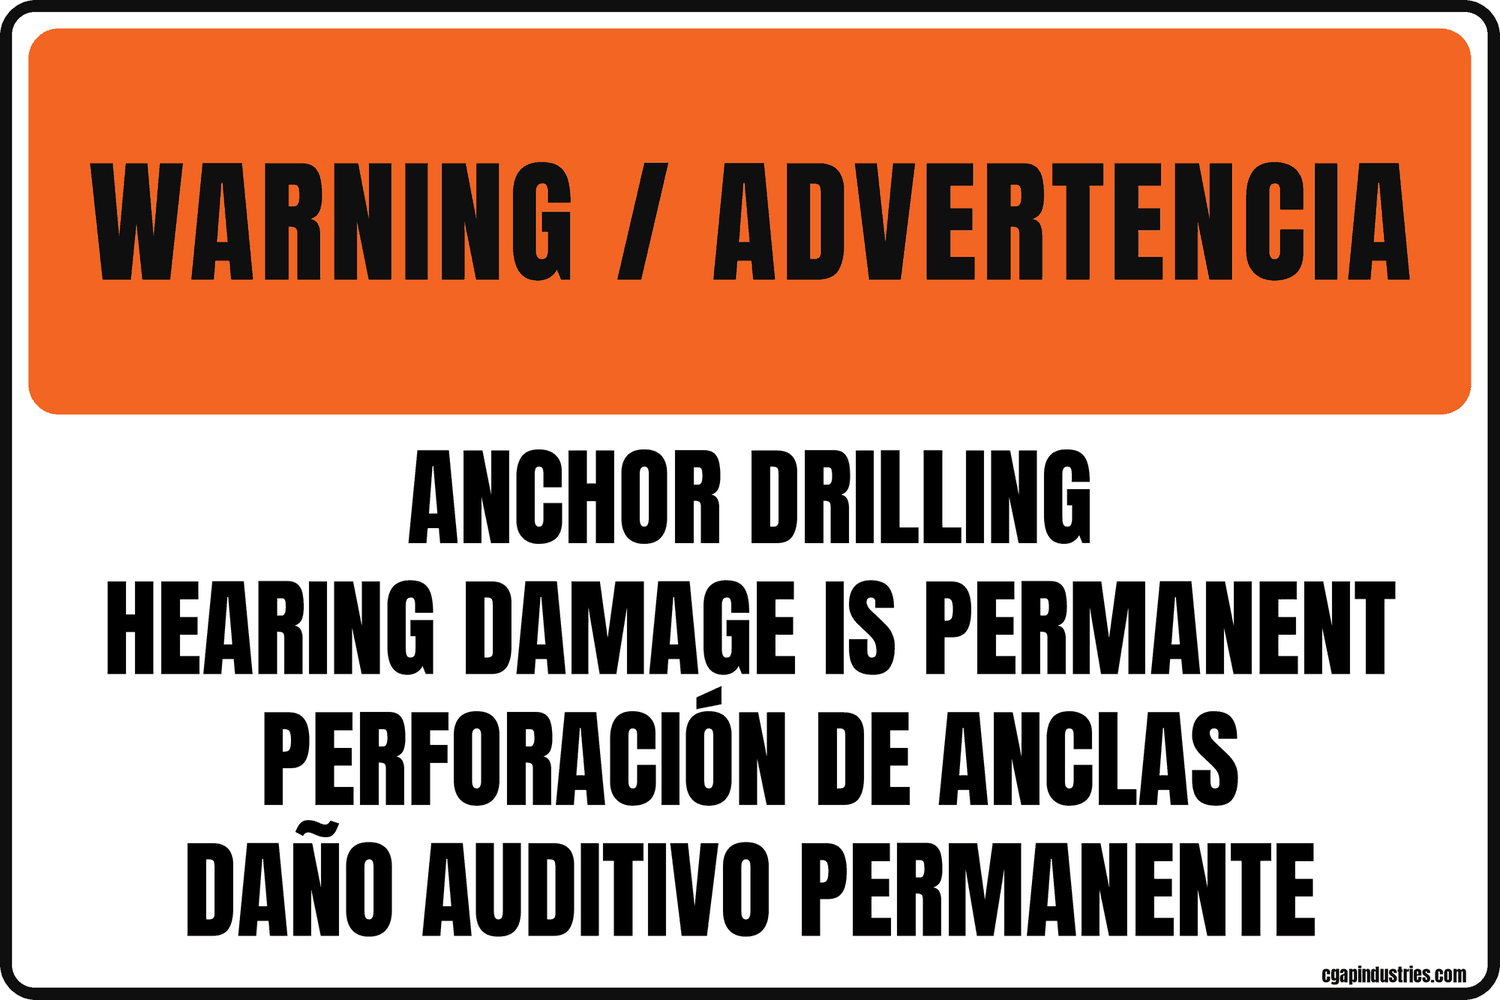 WARNING / ADVERTENCIA
ANCHOR DRILLING
HEARING DAMAGE IS PERMANENT
PERFORACIÓN DE ANCLAS
DAÑO AUDITIVO PERMANENTE
cgapindustries.com